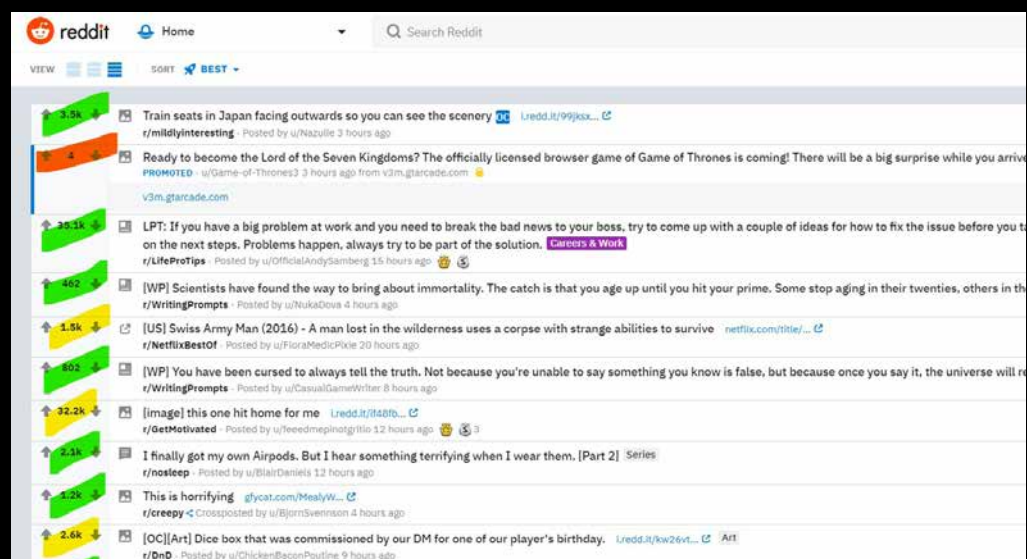 reddit Home Search Reddit
VIEW SORT BEST
3.5k Train seats in Japan facing outwards so you can see the scenery OC i.redd.it/99jksx...
r/mildlyinteresting · Posted by u/Nazulle 3 hours ago
4 Ready to become the Lord of the Seven Kingdoms? The officially licensed browser game of Game of Thrones is coming! There will be a big surprise while you arrive
PROMOTED · u/Game-of-Thrones3 3 hours ago from v3m.gtarcade.com
v3m.gtarcade.com
35.1k LPT: If you have a big problem at work and you need to break the bad news to your boss, try to come up with a couple of ideas for how to fix the issue before you ta
on the next steps. Problems happen, always try to be part of the solution. Careers & Work
r/LifeProTips · Posted by u/OfficialAndySamberg 15 hours ago
462 [WP] Scientists have found the way to bring about immortality. The catch is that you age up until you hit your prime. Some stop aging in their twenties, others in th
r/WritingPrompts · Posted by u/NukaDova 4 hours ago
1.5k [US] Swiss Army Man (2016) - A man lost in the wilderness uses a corpse with strange abilities to survive netflix.com/title/...
r/NetflixBestOf · Posted by u/FloraMedicPixie 20 hours ago
802 [WP] You have been cursed to always tell the truth. Not because you're unable to say something you know is false, but because once you say it, the universe will re
r/WritingPrompts · Posted by u/CasualGameWriter 8 hours ago
32.2k [image] this one hit home for me i.redd.it/if48fb...
r/GetMotivated · Posted by u/feeedmepinotgritio 12 hours ago 3
2.1k I finally got my own Airpods. But I hear something terrifying when I wear them. [Part 2] Series
r/nosleep · Posted by u/BlairDaniels 12 hours ago
1.2k This is horrifying gfycat.com/MealyW...
r/creepy Crossposted by u/BjornSvennson 4 hours ago
2.6k [OC][Art] Dice box that was commissioned by our DM for one of our player's birthday. i.redd.it/kw26vt... Art
r/DnD · Posted by u/ChickenBaconPoutine 9 hours ago